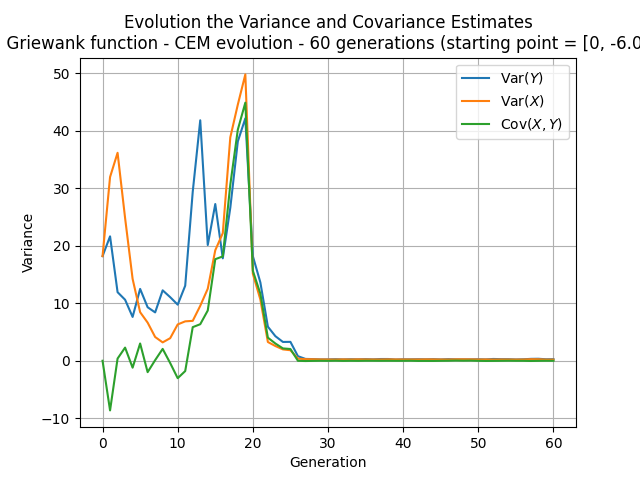 Evolution the Variance and Covariance Estimates
Griewank function - CEM evolution - 60 generations (starting point = [0, -6.0
Var(Y)
Var(X)
Cov(X, Y)
Variance
50
40
30
20
10
0
−10
0 10 20 30 40 50 60
Generation